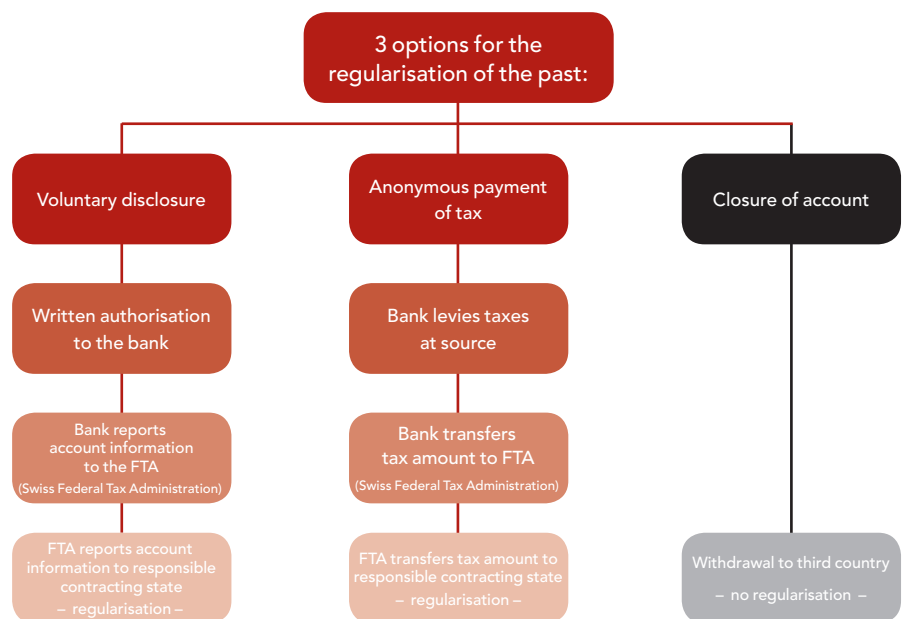 3 options for the
regularisation of the past:
Voluntary disclosure
Written authorisation
to the bank
Bank reports
account information
to the FTA
(Swiss Federal Tax Administration)
FTA reports account
information to responsible
contracting state
– regularisation –
Anonymous payment
of tax
Bank levies taxes
at source
Bank transfers
tax amount to FTA
(Swiss Federal Tax Administration)
FTA transfers tax amount to
responsible contracting state
– regularisation –
Closure of account
Withdrawal to third country
– no regularisation –